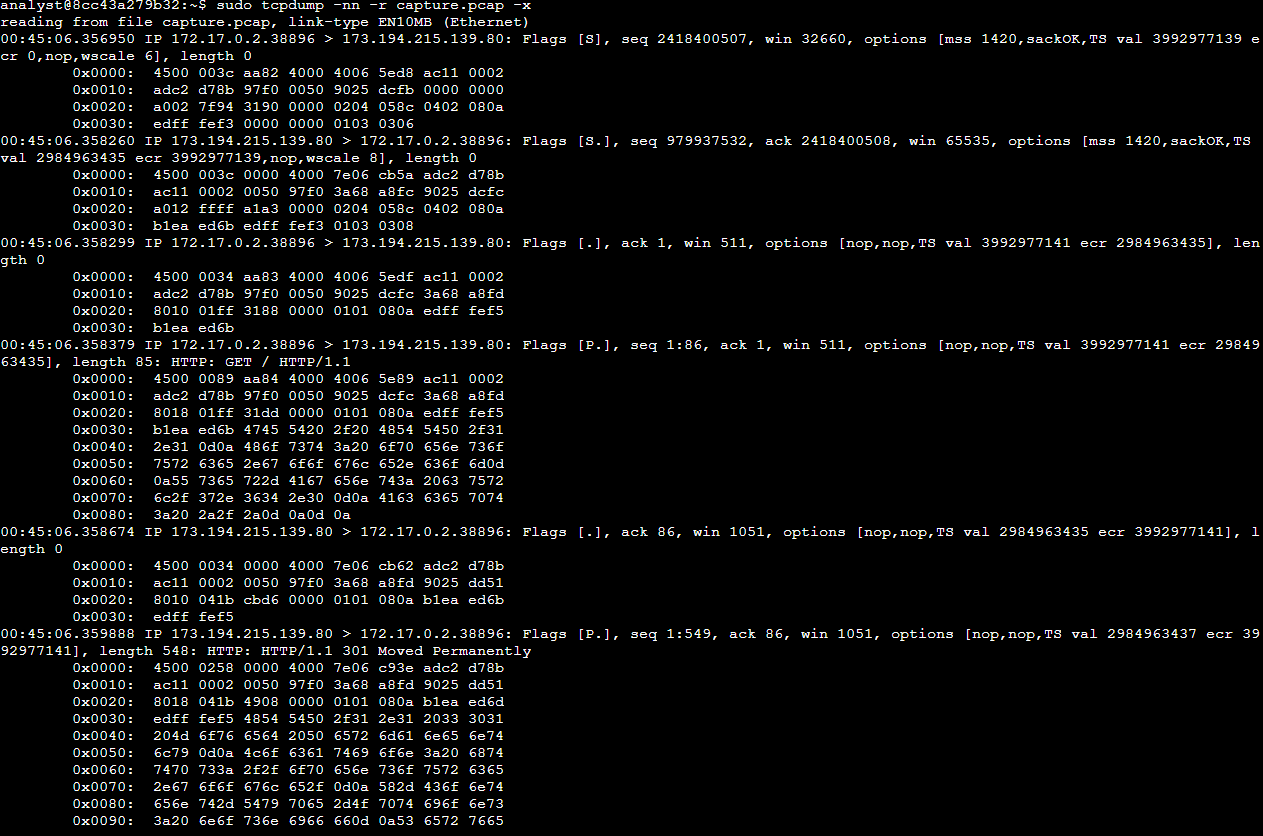 analyst@8cc43a279b32:~$ sudo tcpdump -nn -r capture.pcap -x
reading from file capture.pcap, link-type EN10MB (Ethernet)
00:45:06.356950 IP 172.17.0.2.38896 > 173.194.215.139.80: Flags [S], seq 2418400507, win 32660, options [mss 1420,sackOK,TS val 3992977139 e
cr 0,nop,wscale 6], length 0
0x0000:  4500 003c aa82 4000 4006 5ed8 ac11 0002
0x0010:  adc2 d78b 97f0 0050 9025 dcfb 0000 0000
0x0020:  a002 7f94 3190 0000 0204 058c 0402 080a
0x0030:  edff fef3 0000 0000 0103 0306
00:45:06.358260 IP 173.194.215.139.80 > 172.17.0.2.38896: Flags [S.], seq 979937532, ack 2418400508, win 65535, options [mss 1420,sackOK,TS
val 2984963435 ecr 3992977139,nop,wscale 8], length 0
0x0000:  4500 003c 0000 4000 7e06 cb5a adc2 d78b
0x0010:  ac11 0002 0050 97f0 3a68 a8fc 9025 dcfc
0x0020:  a012 ffff a1a3 0000 0204 058c 0402 080a
0x0030:  b1ea ed6b edff fef3 0103 0308
00:45:06.358299 IP 172.17.0.2.38896 > 173.194.215.139.80: Flags [.], ack 1, win 511, options [nop,nop,TS val 3992977141 ecr 2984963435], len
gth 0
0x0000:  4500 0034 aa83 4000 4006 5edf ac11 0002
0x0010:  adc2 d78b 97f0 0050 9025 dcfc 3a68 a8fd
0x0020:  8010 01ff 3188 0000 0101 080a edff fef5
0x0030:  b1ea ed6b
00:45:06.358379 IP 172.17.0.2.38896 > 173.194.215.139.80: Flags [P.], seq 1:86, ack 1, win 511, options [nop,nop,TS val 3992977141 ecr 29849
63435], length 85: HTTP: GET / HTTP/1.1
0x0000:  4500 0089 aa84 4000 4006 5e89 ac11 0002
0x0010:  adc2 d78b 97f0 0050 9025 dcfc 3a68 a8fd
0x0020:  8018 01ff 31dd 0000 0101 080a edff fef5
0x0030:  b1ea ed6b 4745 5420 2f20 4854 5450 2f31
0x0040:  2e31 0d0a 486f 7374 3a20 6f70 656e 736f
0x0050:  7572 6365 2e67 6f6f 676c 652e 636f 6d0d
0x0060:  0a55 7365 722d 4167 656e 743a 2063 7572
0x0070:  6c2f 372e 3634 2e30 0d0a 4163 6365 7074
0x0080:  3a20 2a2f 2a0d 0a0d 0a
00:45:06.358674 IP 173.194.215.139.80 > 172.17.0.2.38896: Flags [.], ack 86, win 1051, options [nop,nop,TS val 2984963435 ecr 3992977141], l
ength 0
0x0000:  4500 0034 0000 4000 7e06 cb62 adc2 d78b
0x0010:  ac11 0002 0050 97f0 3a68 a8fd 9025 dd51
0x0020:  8010 041b cbd6 0000 0101 080a b1ea ed6b
0x0030:  edff fef5
00:45:06.359888 IP 173.194.215.139.80 > 172.17.0.2.38896: Flags [P.], seq 1:549, ack 86, win 1051, options [nop,nop,TS val 2984963437 ecr 39
92977141], length 548: HTTP: HTTP/1.1 301 Moved Permanently
0x0000:  4500 0258 0000 4000 7e06 c93e adc2 d78b
0x0010:  ac11 0002 0050 97f0 3a68 a8fd 9025 dd51
0x0020:  8018 041b 4908 0000 0101 080a b1ea ed6d
0x0030:  edff fef5 4854 5450 2f31 2e31 2033 3031
0x0040:  204d 6f76 6564 2050 6572 6d61 6e65 6e74
0x0050:  6c79 0d0a 4c6f 6361 7469 6f6e 3a20 6874
0x0060:  7470 733a 2f2f 6f70 656e 736f 7572 6365
0x0070:  2e67 6f6f 676c 652f 0d0a 582d 436f 6e74
0x0080:  656e 742d 5479 7065 2d4f 7074 696f 6e73
0x0090:  3a20 6e6f 736e 6966 660d 0a53 6572 7665